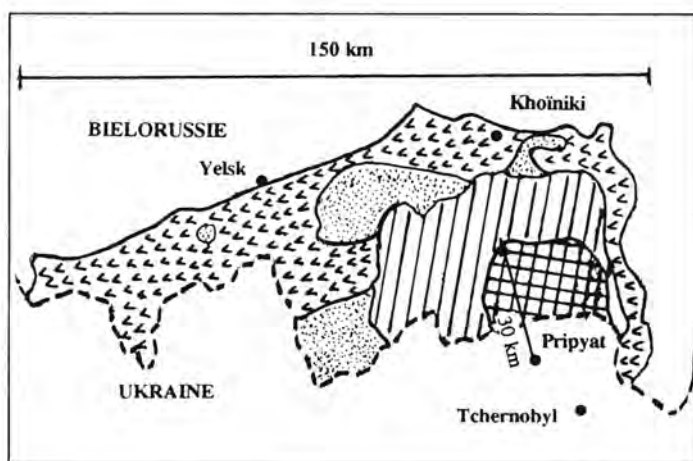 150 km
Khoïniki
BIELORUSSIE
Yelsk
30 km
Pripyat
UKRAINE
Tchernobyl